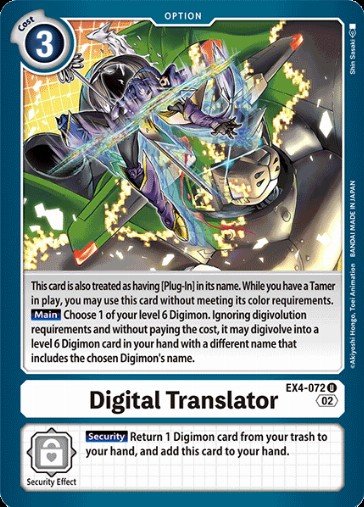 OPTION
Cost
3
Shin Sasaki
This card is also treated as having [Plug-In] in its name. While you have a Tamer
in play, you may use this card without meeting its color requirements.
Main Choose 1 of your level 6 Digimon. Ignoring digivolution
requirements and without paying the cost, it may digivolve into a
level 6 Digimon card in your hand with a different name that
includes the chosen Digimon's name.
©Akiyoshi Hongo, Toei Animation BANDAI MADE IN JAPAN
EX4-072 U
Digital Translator
02
Security Return 1 Digimon card from your trash to
your hand, and add this card to your hand.
Security Effect